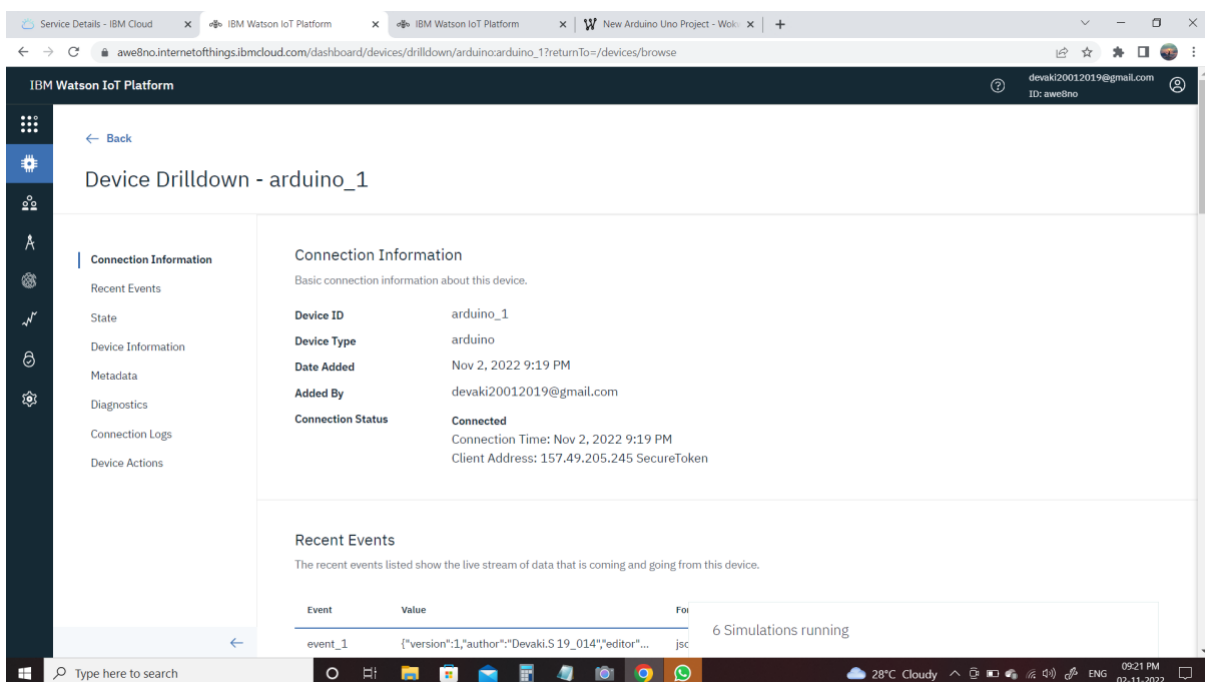 Service Details - IBM Cloud
IBM Watson IoT Platform
IBM Watson IoT Platform
New Arduino Uno Project - Wok
awe8no.internetofthings.ibmcloud.com/dashboard/devices/drilldown/arduino:arduino_1?returnTo=/devices/browse
IBM Watson IoT Platform
devaki20012019@gmail.com
ID: awe8no
Back
Device Drilldown - arduino_1
Connection Information
Recent Events
State
Device Information
Metadata
Diagnostics
Connection Logs
Device Actions
Connection Information
Basic connection information about this device.
Device ID arduino_1
Device Type arduino
Date Added Nov 2, 2022 9:19 PM
Added By devaki20012019@gmail.com
Connection Status Connected
Connection Time: Nov 2, 2022 9:19 PM
Client Address: 157.49.205.245 SecureToken
Recent Events
The recent events listed show the live stream of data that is coming and going from this device.
Event Value For
event_1 {"version":1,"author":"Devaki.S 19_014","editor"... jsc
6 Simulations running
Type here to search
28°C Cloudy
ENG
09:21 PM
02-11-2022